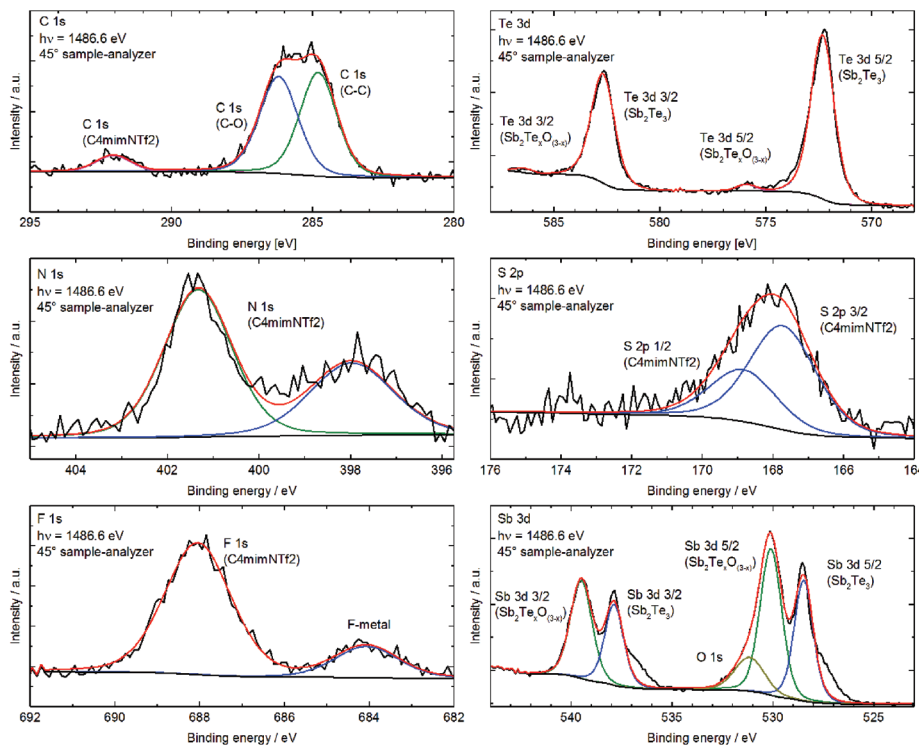 C 1s
hν = 1486.6 eV
45° sample-analyzer
C 1s
(C4mimNTf2)
C 1s
(C-O)
C 1s
(C-C)
Intensity / a.u.
295 290 285 280
Binding energy [eV]
Te 3d
hν = 1486.6 eV
45° sample-analyzer
Te 3d 3/2
(Sb₂TeₓO₍₃₋ₓ₎)
Te 3d 3/2
(Sb₂Te₃)
Te 3d 5/2
(Sb₂TeₓO₍₃₋ₓ₎)
Te 3d 5/2
(Sb₂Te₃)
Intensity / a.u.
585 580 575 570
Binding energy [eV]
N 1s
hν = 1486.6 eV
45° sample-analyzer
N 1s
(C4mimNTf2)
Intensity / a.u.
404 402 400 398 396
Binding energy / eV
S 2p
hν = 1486.6 eV
45° sample-analyzer
S 2p 1/2
(C4mimNTf2)
S 2p 3/2
(C4mimNTf2)
Intensity / a.u.
176 174 172 170 168 166 164
Binding energy / eV
F 1s
hν = 1486.6 eV
45° sample-analyzer
F 1s
(C4mimNTf2)
F-metal
Intensity / a.u.
692 690 688 686 684 682
Binding energy / eV
Sb 3d
hν = 1486.6 eV
45° sample-analyzer
Sb 3d 3/2
(Sb₂TeₓO₍₃₋ₓ₎)
Sb 3d 3/2
(Sb₂Te₃)
Sb 3d 5/2
(Sb₂TeₓO₍₃₋ₓ₎)
O 1s
Sb 3d 5/2
(Sb₂Te₃)
Intensity / a.u.
540 535 530 525
Binding energy / eV